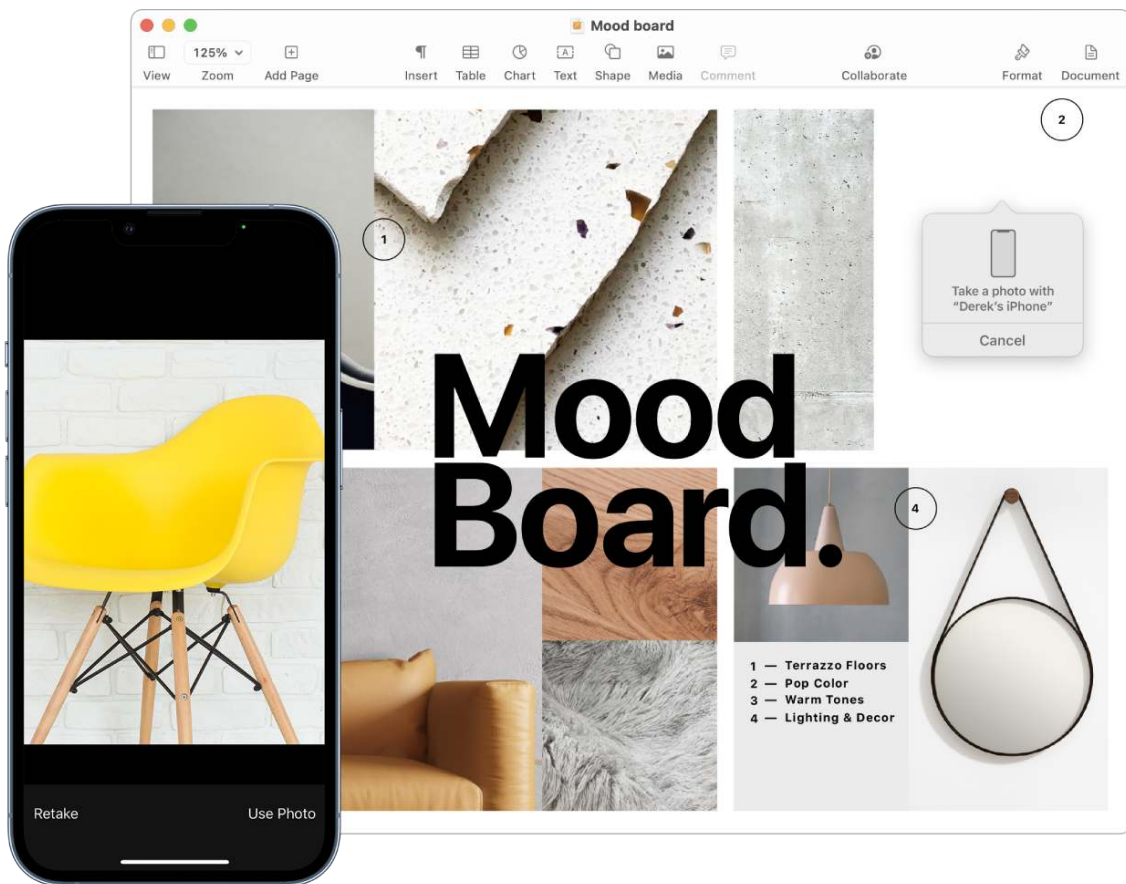 Mood board
125%
View Zoom Add Page Insert Table Chart Text Shape Media Comment Collaborate Format Document
2
1
Take a photo with
“Derek’s iPhone”
Cancel
Mood
Board.
4
1 — Terrazzo Floors
2 — Pop Color
3 — Warm Tones
4 — Lighting & Decor
Retake Use Photo